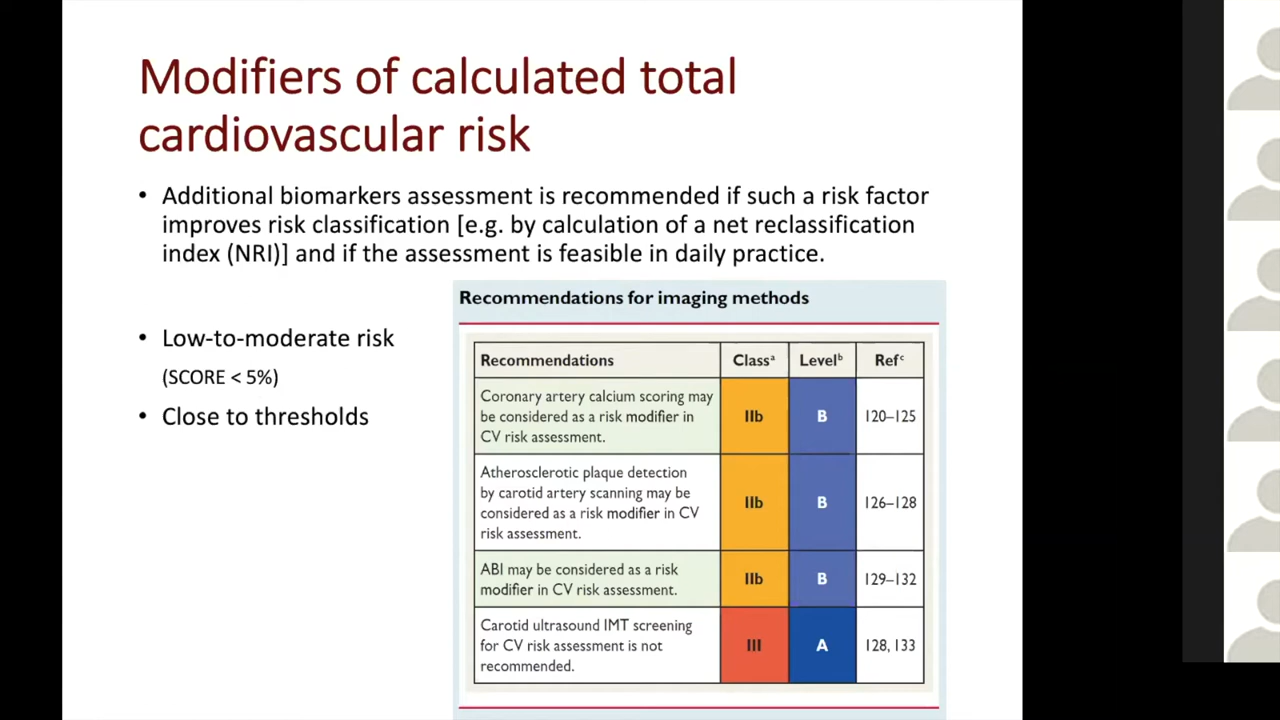 Modifiers of calculated total
cardiovascular risk
• Additional biomarkers assessment is recommended if such a risk factor
improves risk classification [e.g. by calculation of a net reclassification
index (NRI)] and if the assessment is feasible in daily practice.
• Low-to-moderate risk
(SCORE < 5%)
• Close to thresholds
Recommendations for imaging methods
Recommendations Classᵃ Levelᵇ Refᶜ
Coronary artery calcium scoring may
be considered as a risk modifier in
CV risk assessment.
IIb B 120–125
Atherosclerotic plaque detection
by carotid artery scanning may be
considered as a risk modifier in CV
risk assessment.
IIb B 126–128
ABI may be considered as a risk
modifier in CV risk assessment.
IIb B 129–132
Carotid ultrasound IMT screening
for CV risk assessment is not
recommended.
III A 128, 133